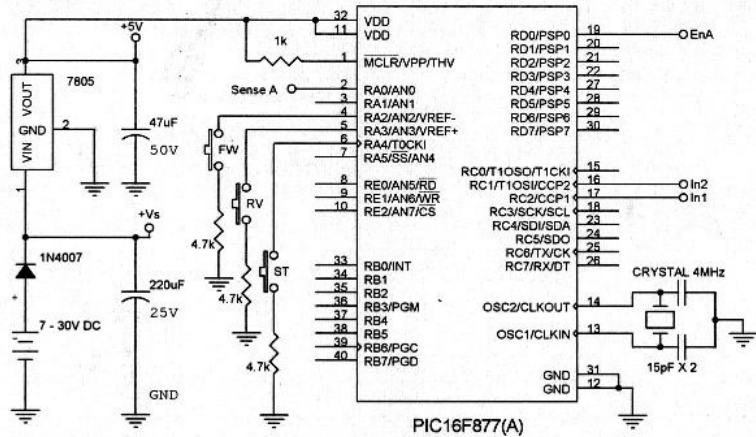 +5V
3
7805
VOUT
GND
VIN
2
1
47uF
50V
+Vs
1N4007
220uF
25V
+
7 - 30V DC
GND
1k
Sense A
FW
RV
ST
4.7k
4.7k
4.7k
32 VDD
11 VDD
1 MCLR/VPP/THV
2 RA0/AN0
3 RA1/AN1
4 RA2/AN2/VREF-
5 RA3/AN3/VREF+
6 RA4/T0CKI
7 RA5/SS/AN4
8 RE0/AN5/RD
9 RE1/AN6/WR
10 RE2/AN7/CS
33 RB0/INT
34 RB1
35 RB2
36 RB3/PGM
37 RB4
38 RB5
39 RB6/PGC
40 RB7/PGD
RD0/PSP0 19 EnA
RD1/PSP1 20
RD2/PSP2 21
RD3/PSP3 22
RD4/PSP4 27
RD5/PSP5 28
RD6/PSP6 29
RD7/PSP7 30
RC0/T1OSO/T1CKI 15
RC1/T1OSI/CCP2 16 In2
RC2/CCP1 17 In1
RC3/SCK/SCL 18
RC4/SDI/SDA 23
RC5/SDO 24
RC6/TX/CK 25
RC7/RX/DT 26
CRYSTAL 4MHz
OSC2/CLKOUT 14
OSC1/CLKIN 13
15pF X 2
GND 31
GND 12
PIC16F877(A)